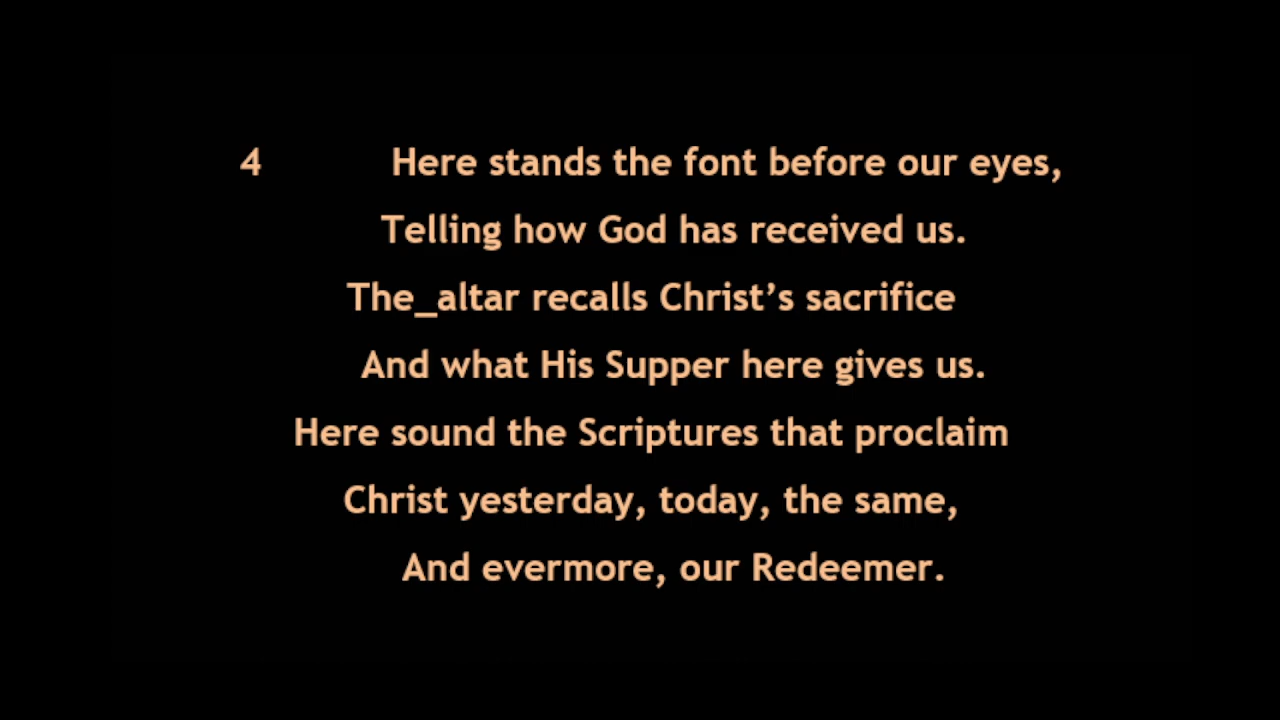 4 Here stands the font before our eyes,
Telling how God has received us.
The_altar recalls Christ’s sacrifice
And what His Supper here gives us.
Here sound the Scriptures that proclaim
Christ yesterday, today, the same,
And evermore, our Redeemer.